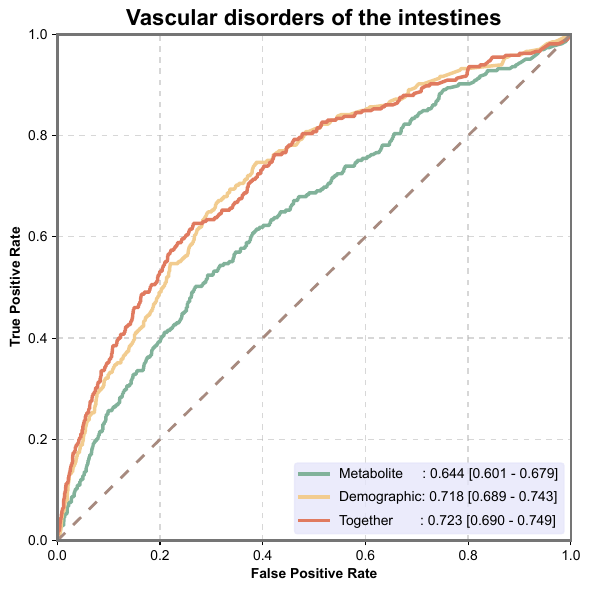 Vascular disorders of the intestines
True Positive Rate
1.0
0.8
0.6
0.4
0.2
0.0
Metabolite : 0.644 [0.601 - 0.679]
Demographic: 0.718 [0.689 - 0.743]
Together : 0.723 [0.690 - 0.749]
0.0 0.2 0.4 0.6 0.8 1.0
False Positive Rate